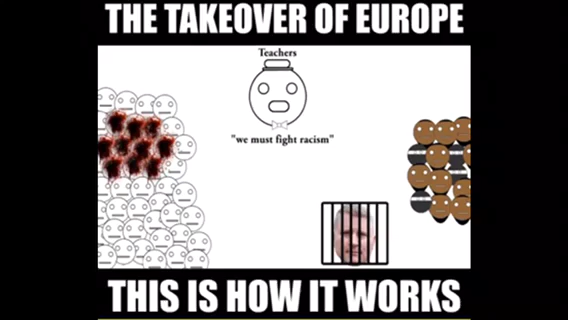 THE TAKEOVER OF EUROPE
Teachers
"we must fight racism"
THIS IS HOW IT WORKS